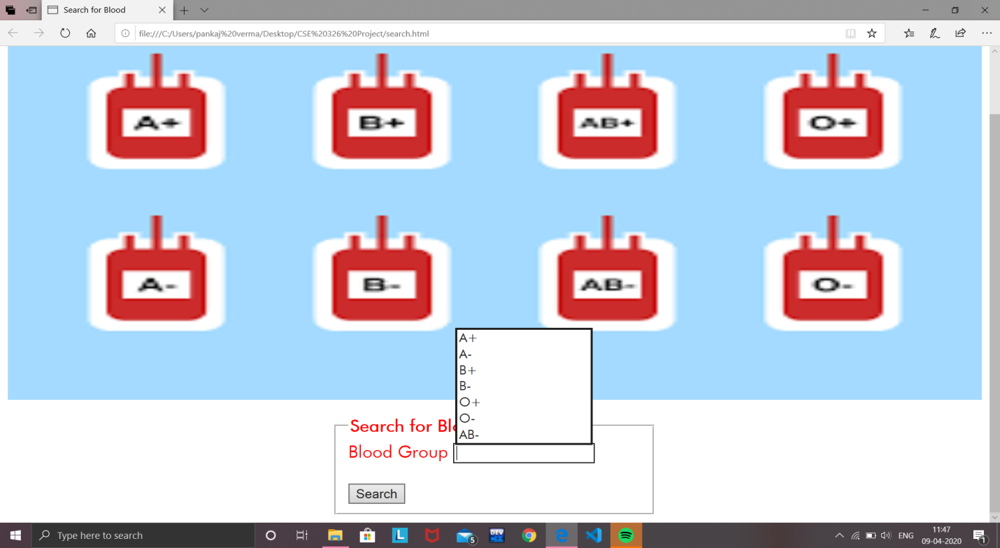 Search for Blood
file:///C:/Users/pankaj%20verma/Desktop/CSE%20326%20Project/search.html
A+ B+ AB+ O+
A- B- AB- O-
A+
A-
B+
B-
O+
O-
AB-
Search for Bl
Blood Group
Search
Type here to search
L
5
DEV
ENG
11:47
09-04-2020
1